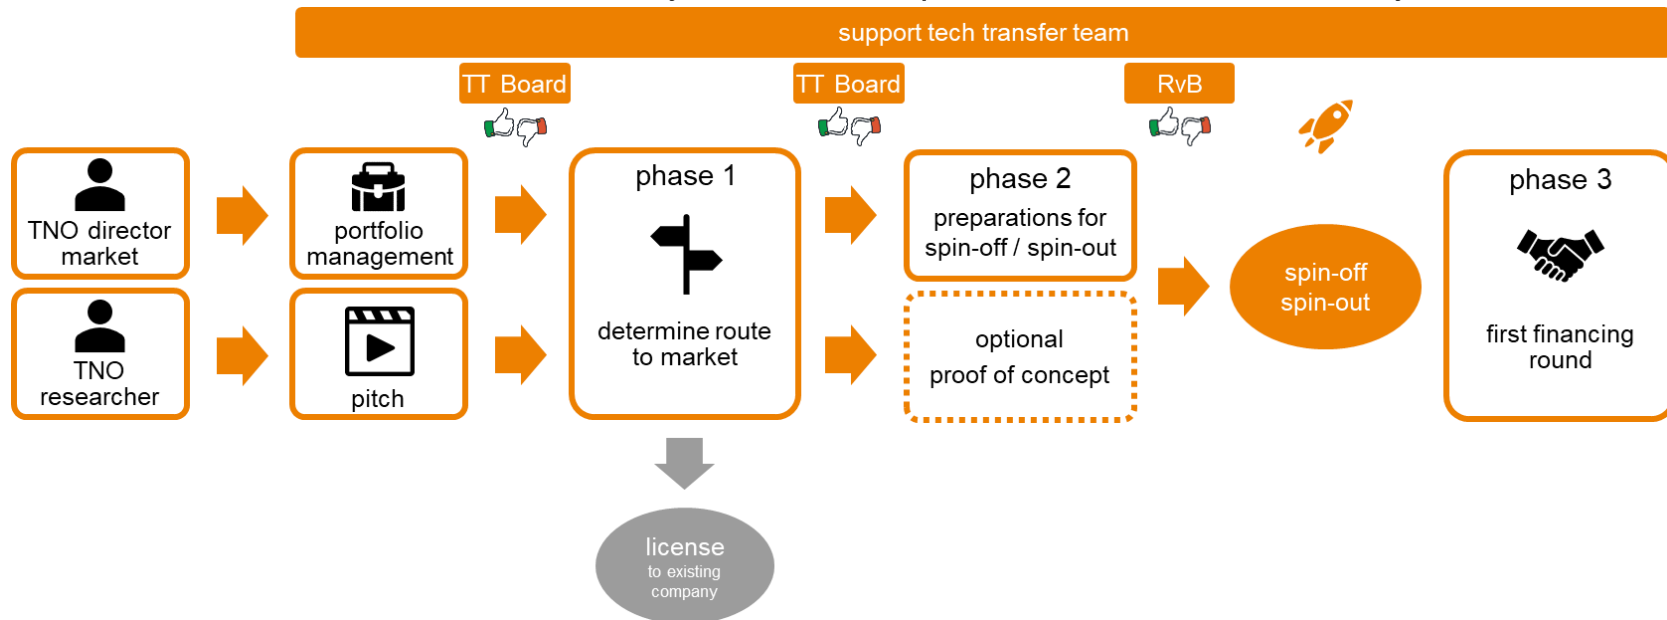 support tech transfer team
TT Board
TT Board
RvB
TNO director
market
portfolio
management
phase 1
determine route
to market
phase 2
preparations for
spin-off / spin-out
spin-off
spin-out
phase 3
first financing
round
TNO
researcher
pitch
optional
proof of concept
license
to existing
company